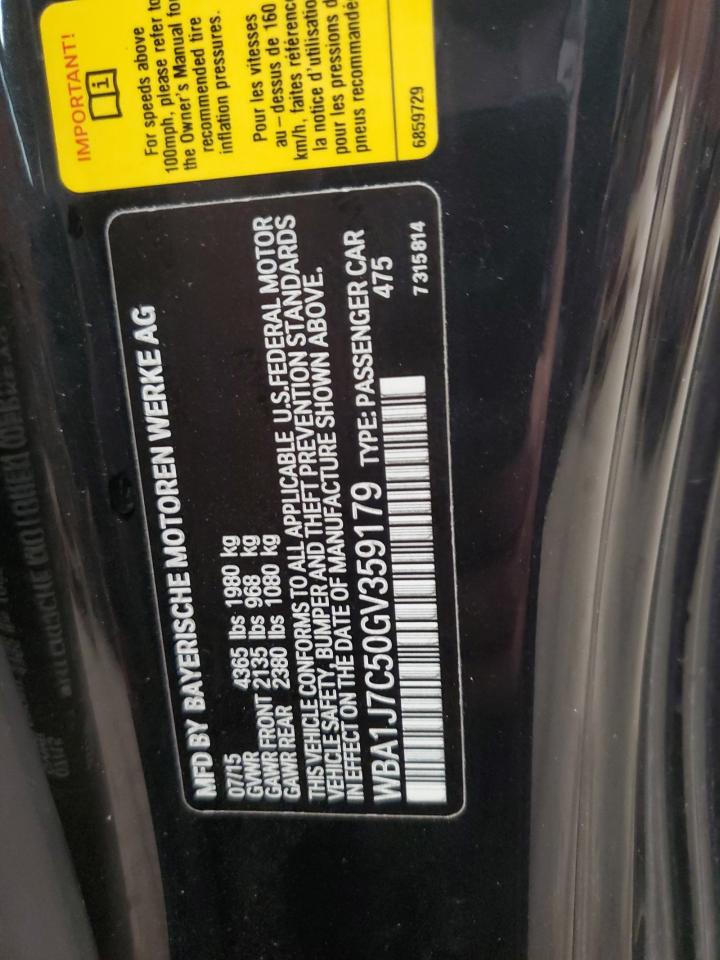 IMPORTANT!
i
For speeds above
100mph, please refer to
the Owner's Manual for
recommended tire
inflation pressures.
Pour les vitesses
au-dessus de 160
km/h, faites référence
la notice d'utilisation
pour les pressions d
pneus recommandé
6859729
MFD BY BAYERISCHE MOTOREN WERKE AG
07/15
GVWR 4365 lbs 1980 kg
GAWR FRONT 2135 lbs 968 kg
GAWR REAR 2380 lbs 1080 kg
THIS VEHICLE CONFORMS TO ALL APPLICABLE U.S.FEDERAL MOTOR
VEHICLE SAFETY, BUMPER AND THEFT PREVENTION STANDARDS
IN EFFECT ON THE DATE OF MANUFACTURE SHOWN ABOVE.
WBA1J7C50GV359179 TYPE: PASSENGER CAR
475
7315814